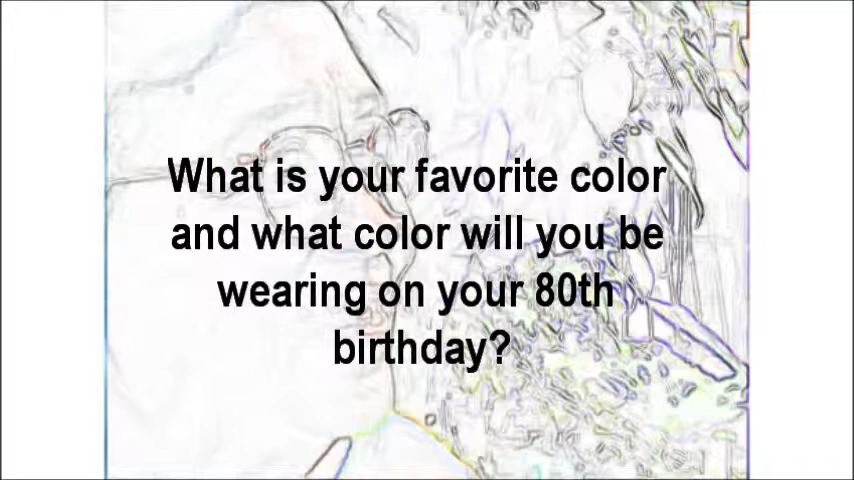 What is your favorite color
and what color will you be
wearing on your 80th
birthday?